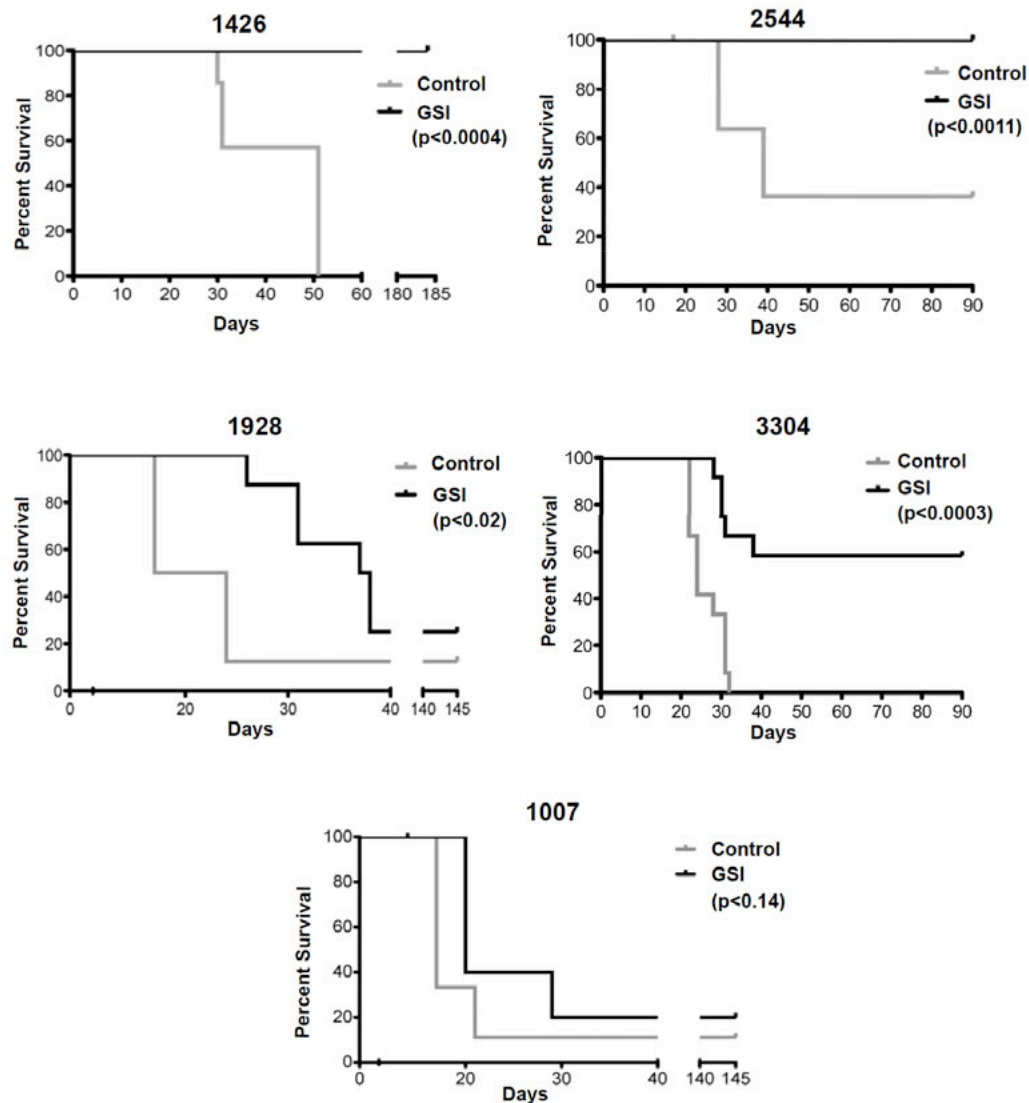 1426
100
80
60
40
20
0
Percent Survival
Control
GSI
(p<0.0004)
0 10 20 30 40 50 60 180 185
Days
2544
100
80
60
40
20
0
Percent Survival
Control
GSI
(p<0.0011)
0 10 20 30 40 50 60 70 80 90
Days
1928
100
80
60
40
20
0
Percent Survival
Control
GSI
(p<0.02)
0 20 30 40 140 145
Days
3304
100
80
60
40
20
0
Percent Survival
Control
GSI
(p<0.0003)
0 10 20 30 40 50 60 70 80 90
Days
1007
100
80
60
40
20
0
Percent Survival
Control
GSI
(p<0.14)
0 20 30 40 140 145
Days